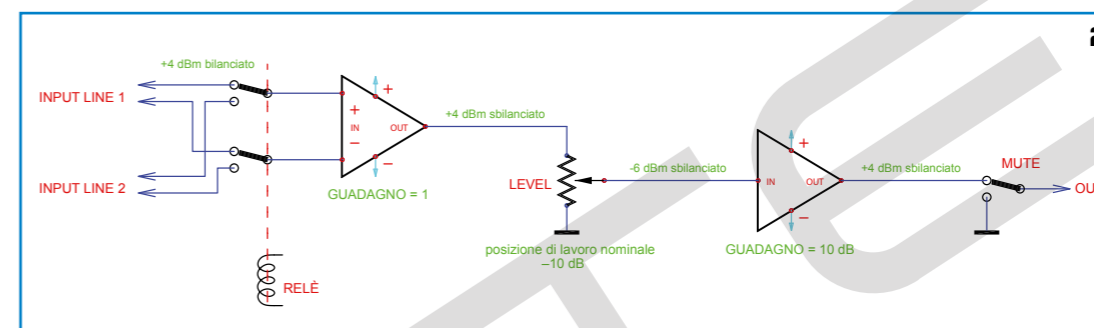 2
+4 dBm bilanciato
INPUT LINE 1
+
IN
–
OUT
+
–
GUADAGNO = 1
+4 dBm sbilanciato
INPUT LINE 2
RELÈ
LEVEL
posizione di lavoro nominale
–10 dB
-6 dBm sbilanciato
IN
OUT
+
–
GUADAGNO = 10 dB
+4 dBm sbilanciato
MUTE
OU